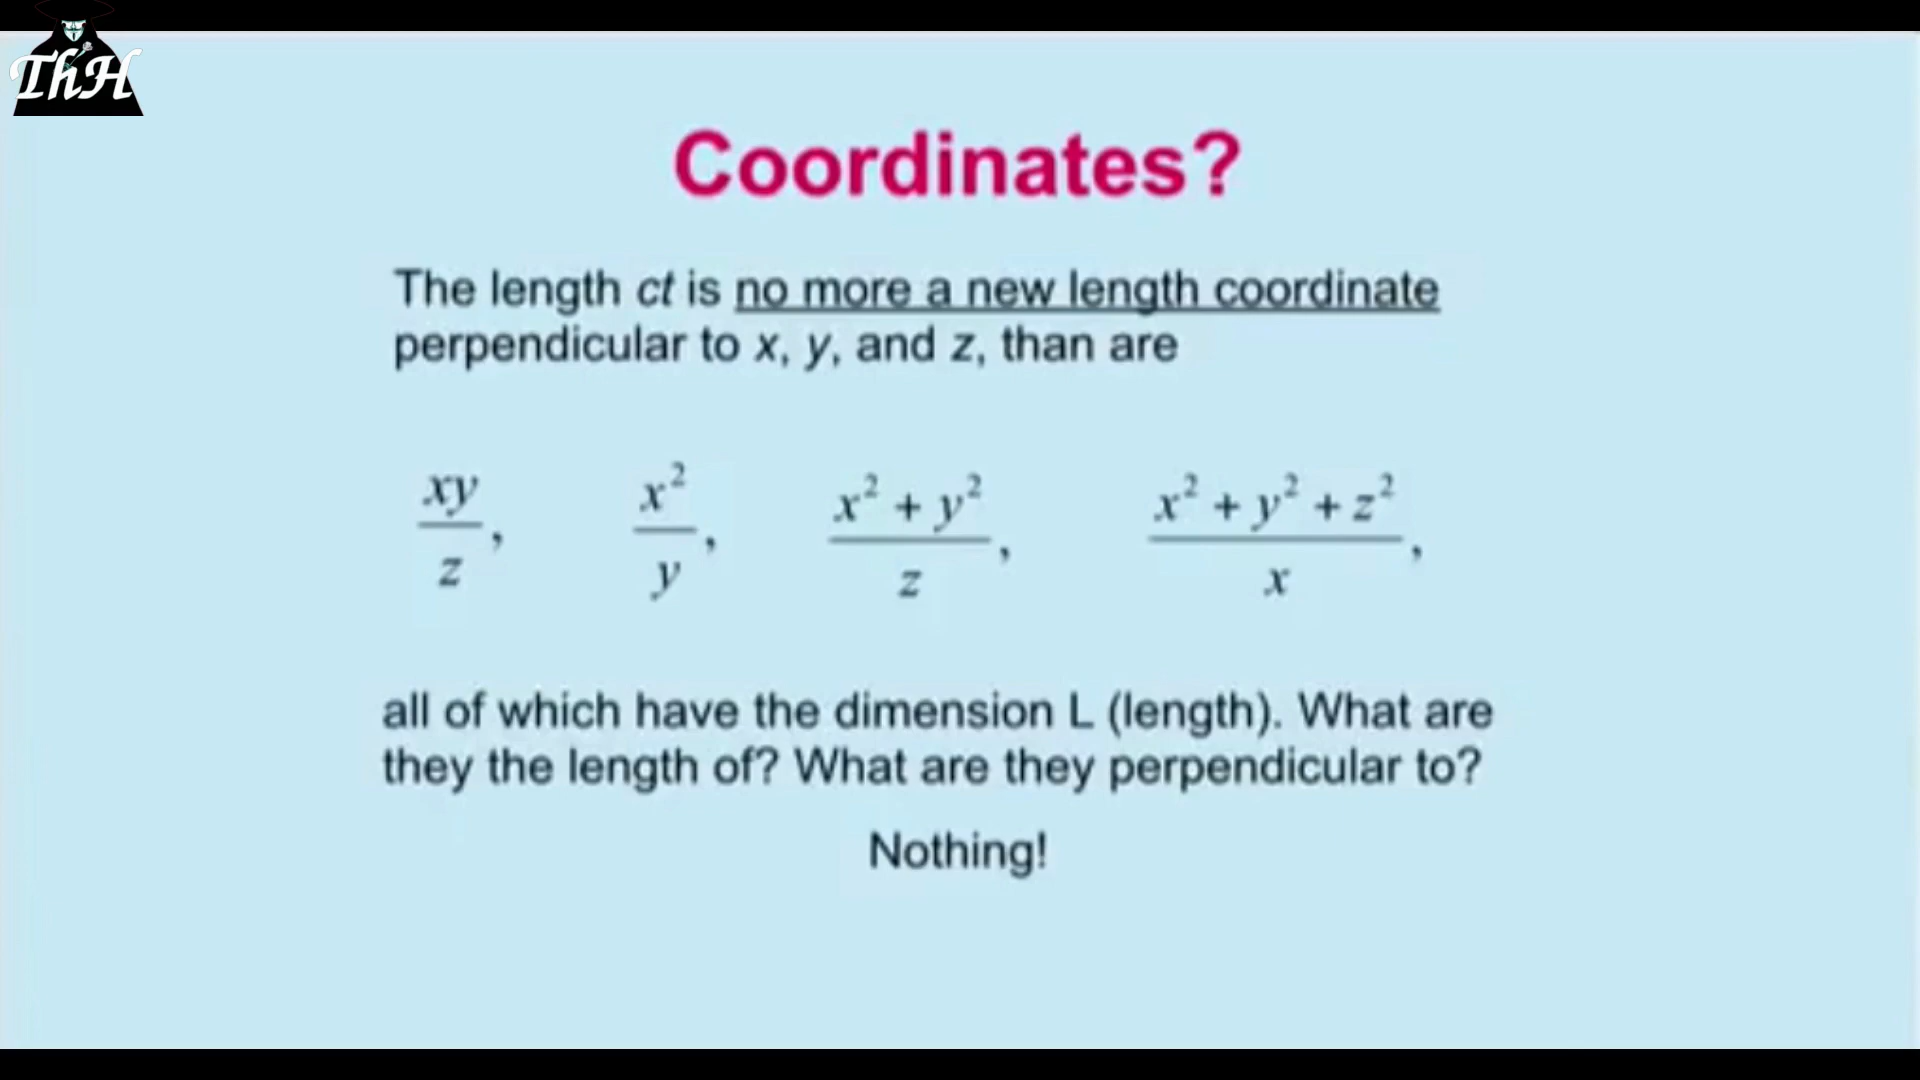 ThH
Coordinates?
The length ct is no more a new length coordinate
perpendicular to x, y, and z, than are
xy/z, x²/y, (x² + y²)/z, (x² + y² + z²)/x,
all of which have the dimension L (length). What are
they the length of? What are they perpendicular to?
Nothing!